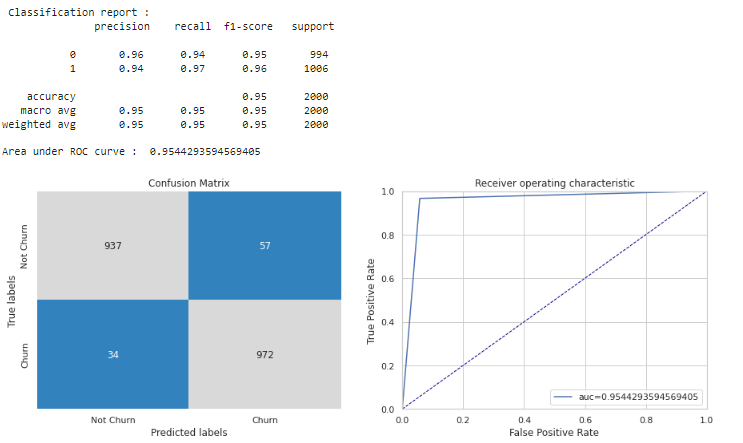 Classification report :
precision recall f1-score support
0 0.96 0.94 0.95 994
1 0.94 0.97 0.96 1006
accuracy 0.95 2000
macro avg 0.95 0.95 0.95 2000
weighted avg 0.95 0.95 0.95 2000
Area under ROC curve : 0.9544293594569405
Confusion Matrix
True labels
Not Churn
Churn
937
57
34
972
Not Churn
Churn
Predicted labels
Receiver operating characteristic
True Positive Rate
1.0
0.8
0.6
0.4
0.2
0.0
auc=0.9544293594569405
0.0 0.2 0.4 0.6 0.8 1.0
False Positive Rate